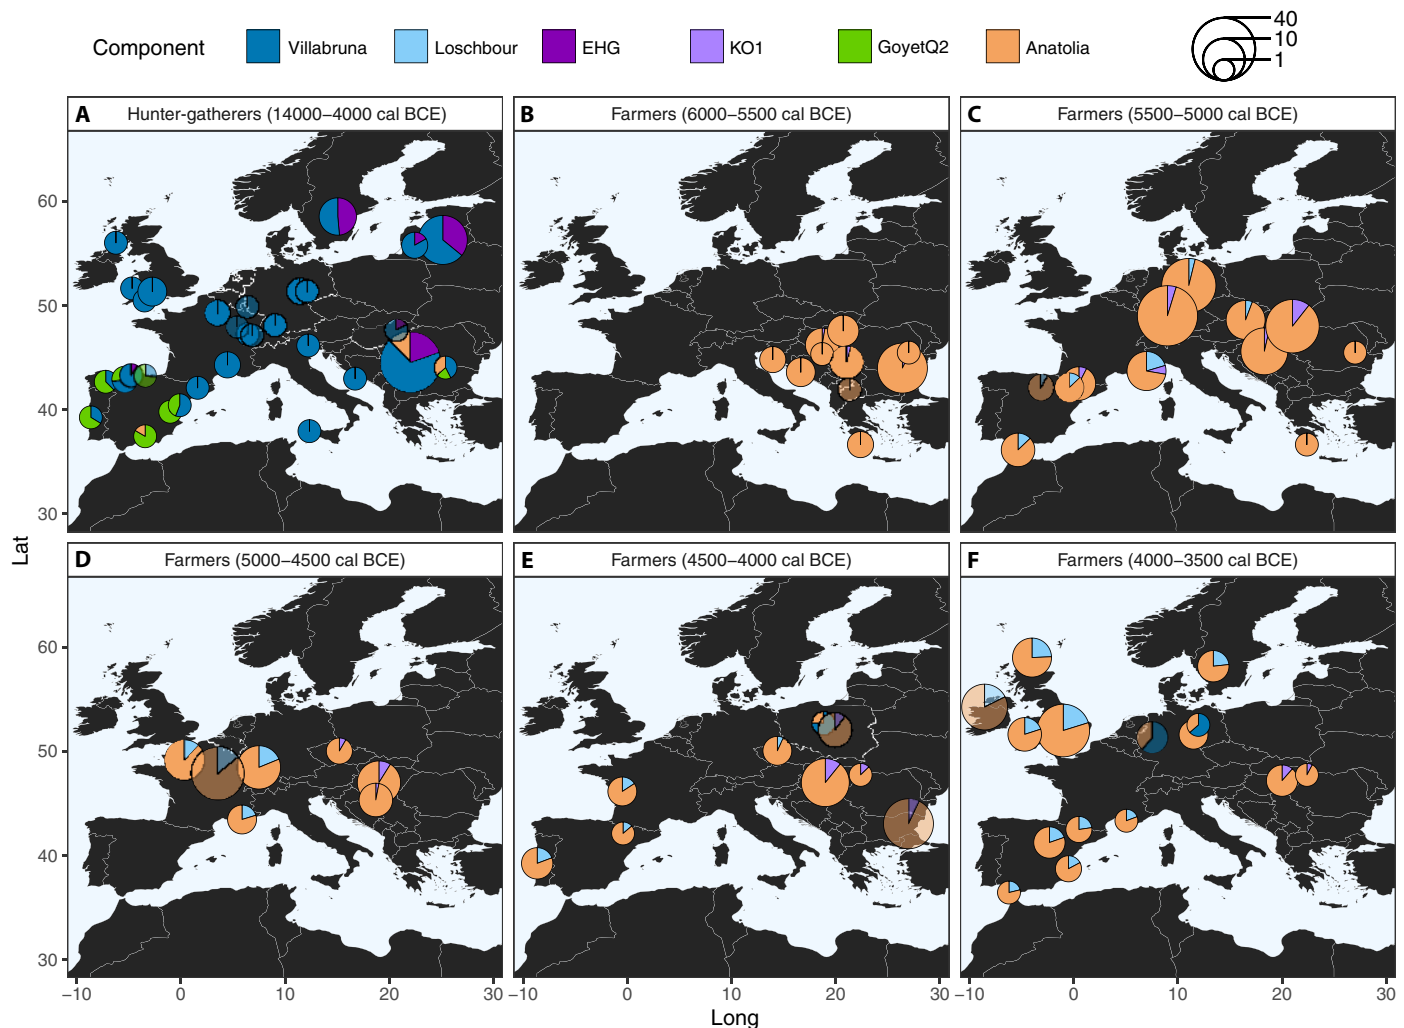 Component Villabruna Loschbour EHG KO1 GoyetQ2 Anatolia
40
10
1
A Hunter-gatherers (14000–4000 cal BCE)
B Farmers (6000–5500 cal BCE)
C Farmers (5500–5000 cal BCE)
60
50
40
30
Lat
D Farmers (5000–4500 cal BCE)
E Farmers (4500–4000 cal BCE)
F Farmers (4000–3500 cal BCE)
60
50
40
30
−10 0 10 20 30
−10 0 10 20 30
−10 0 10 20 30
Long